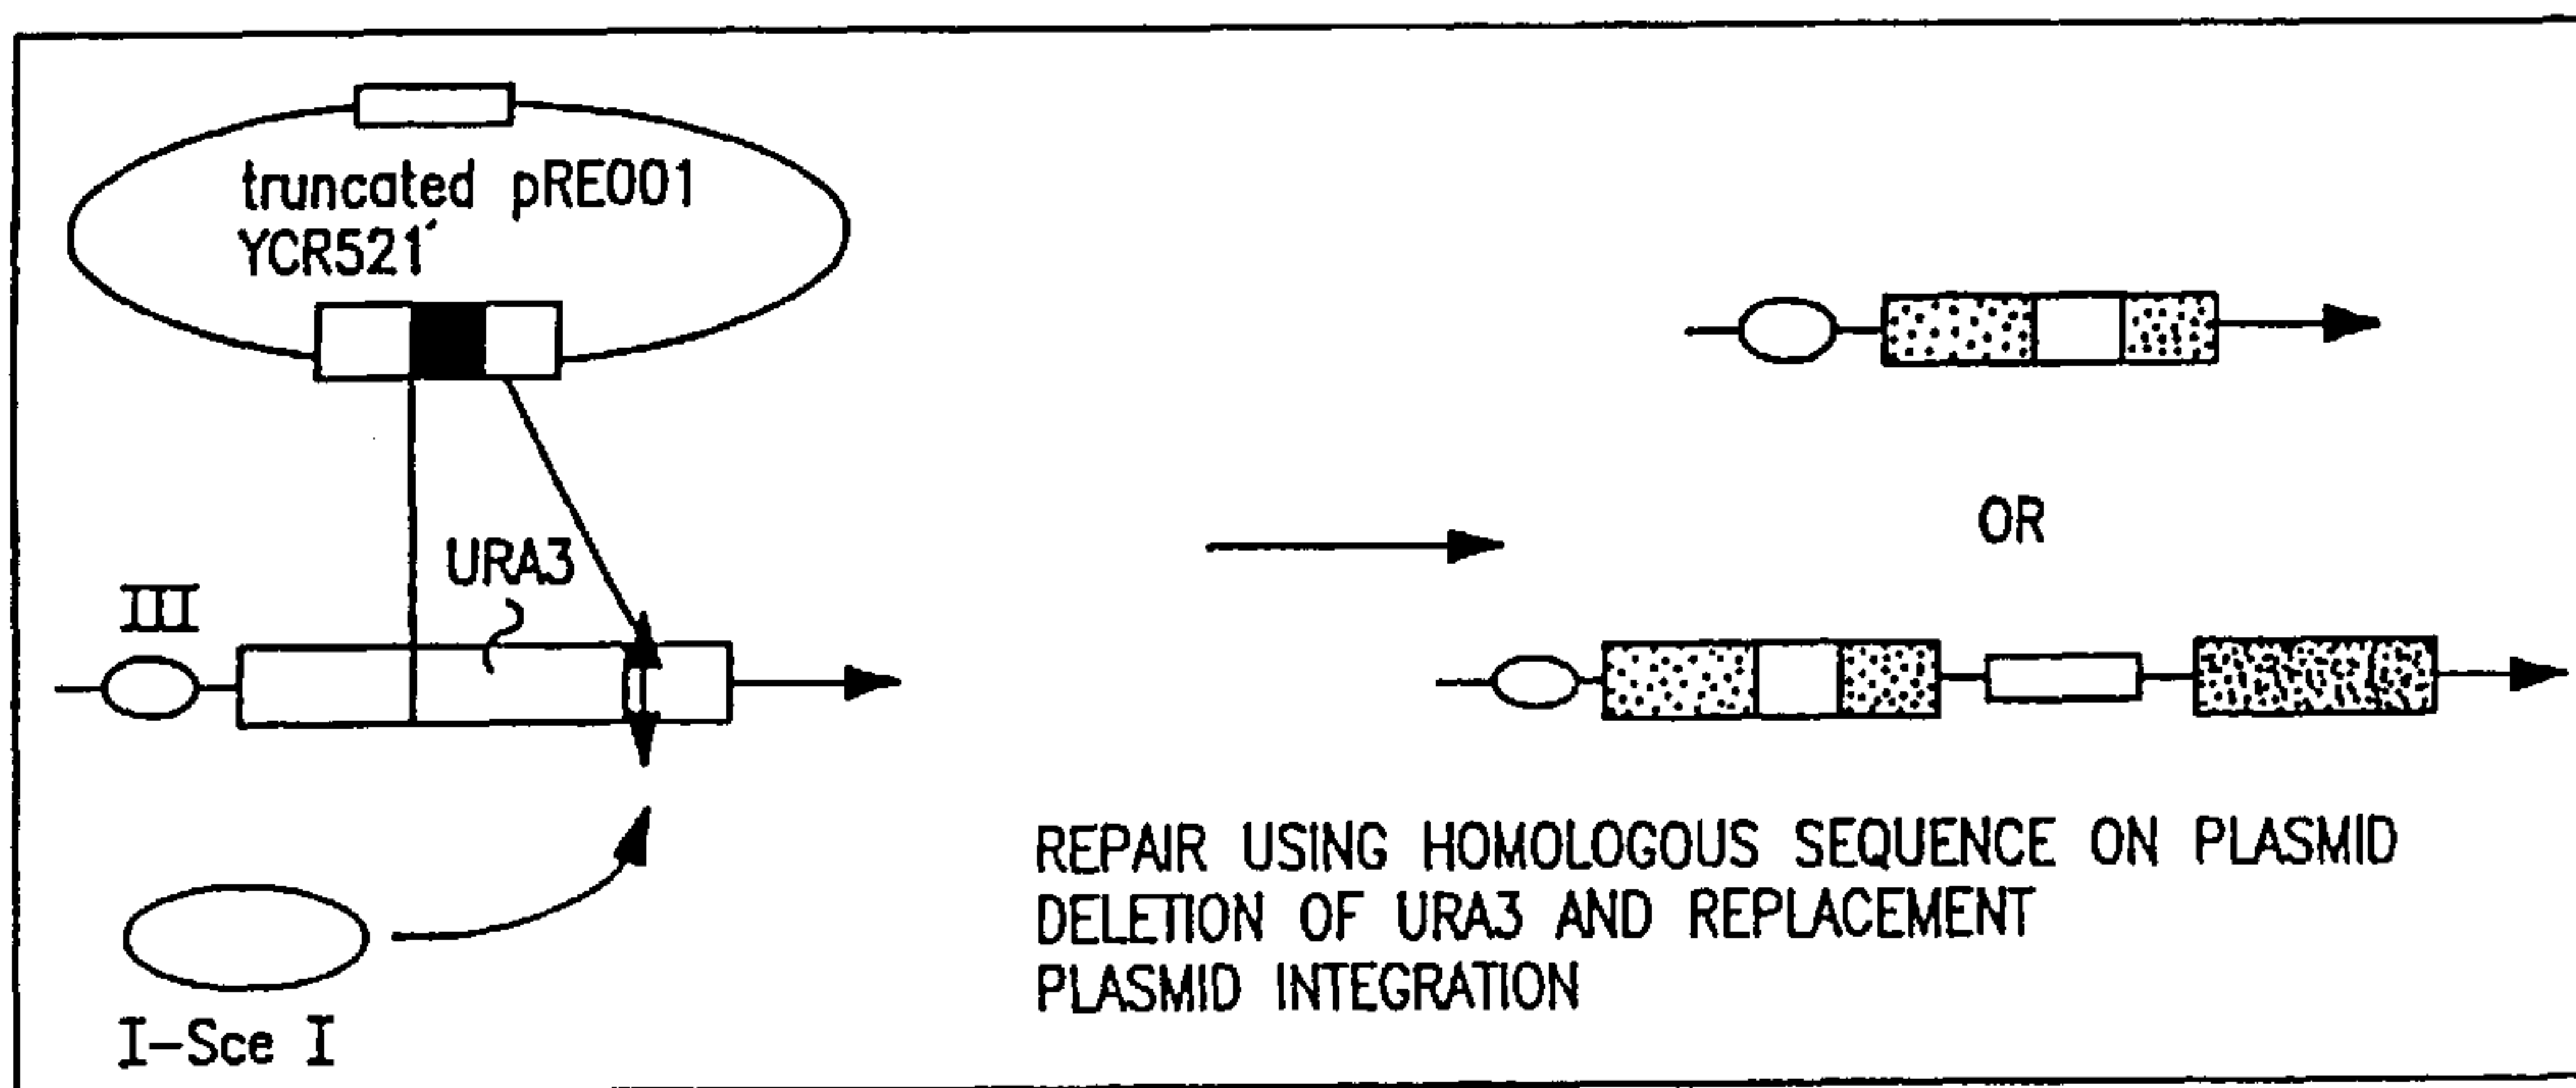 truncated pRE001
YCR521´
URA3
III
I-Sce I
OR
REPAIR USING HOMOLOGOUS SEQUENCE ON PLASMID
DELETION OF URA3 AND REPLACEMENT
PLASMID INTEGRATION